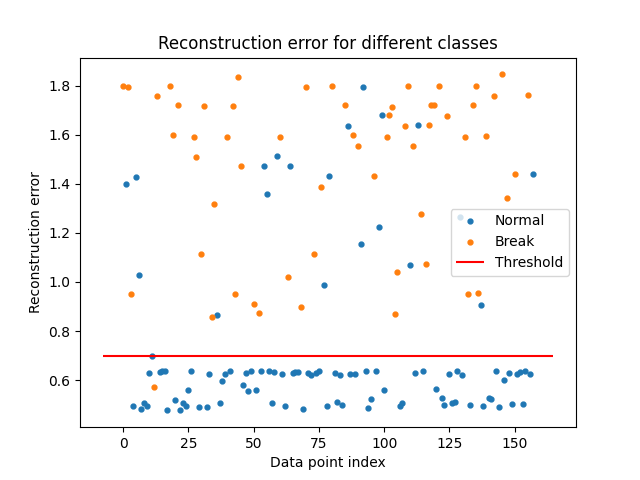 Reconstruction error for different classes
Reconstruction error
1.8
1.6
1.4
1.2
1.0
0.8
0.6
Normal
Break
Threshold
0 25 50 75 100 125 150
Data point index